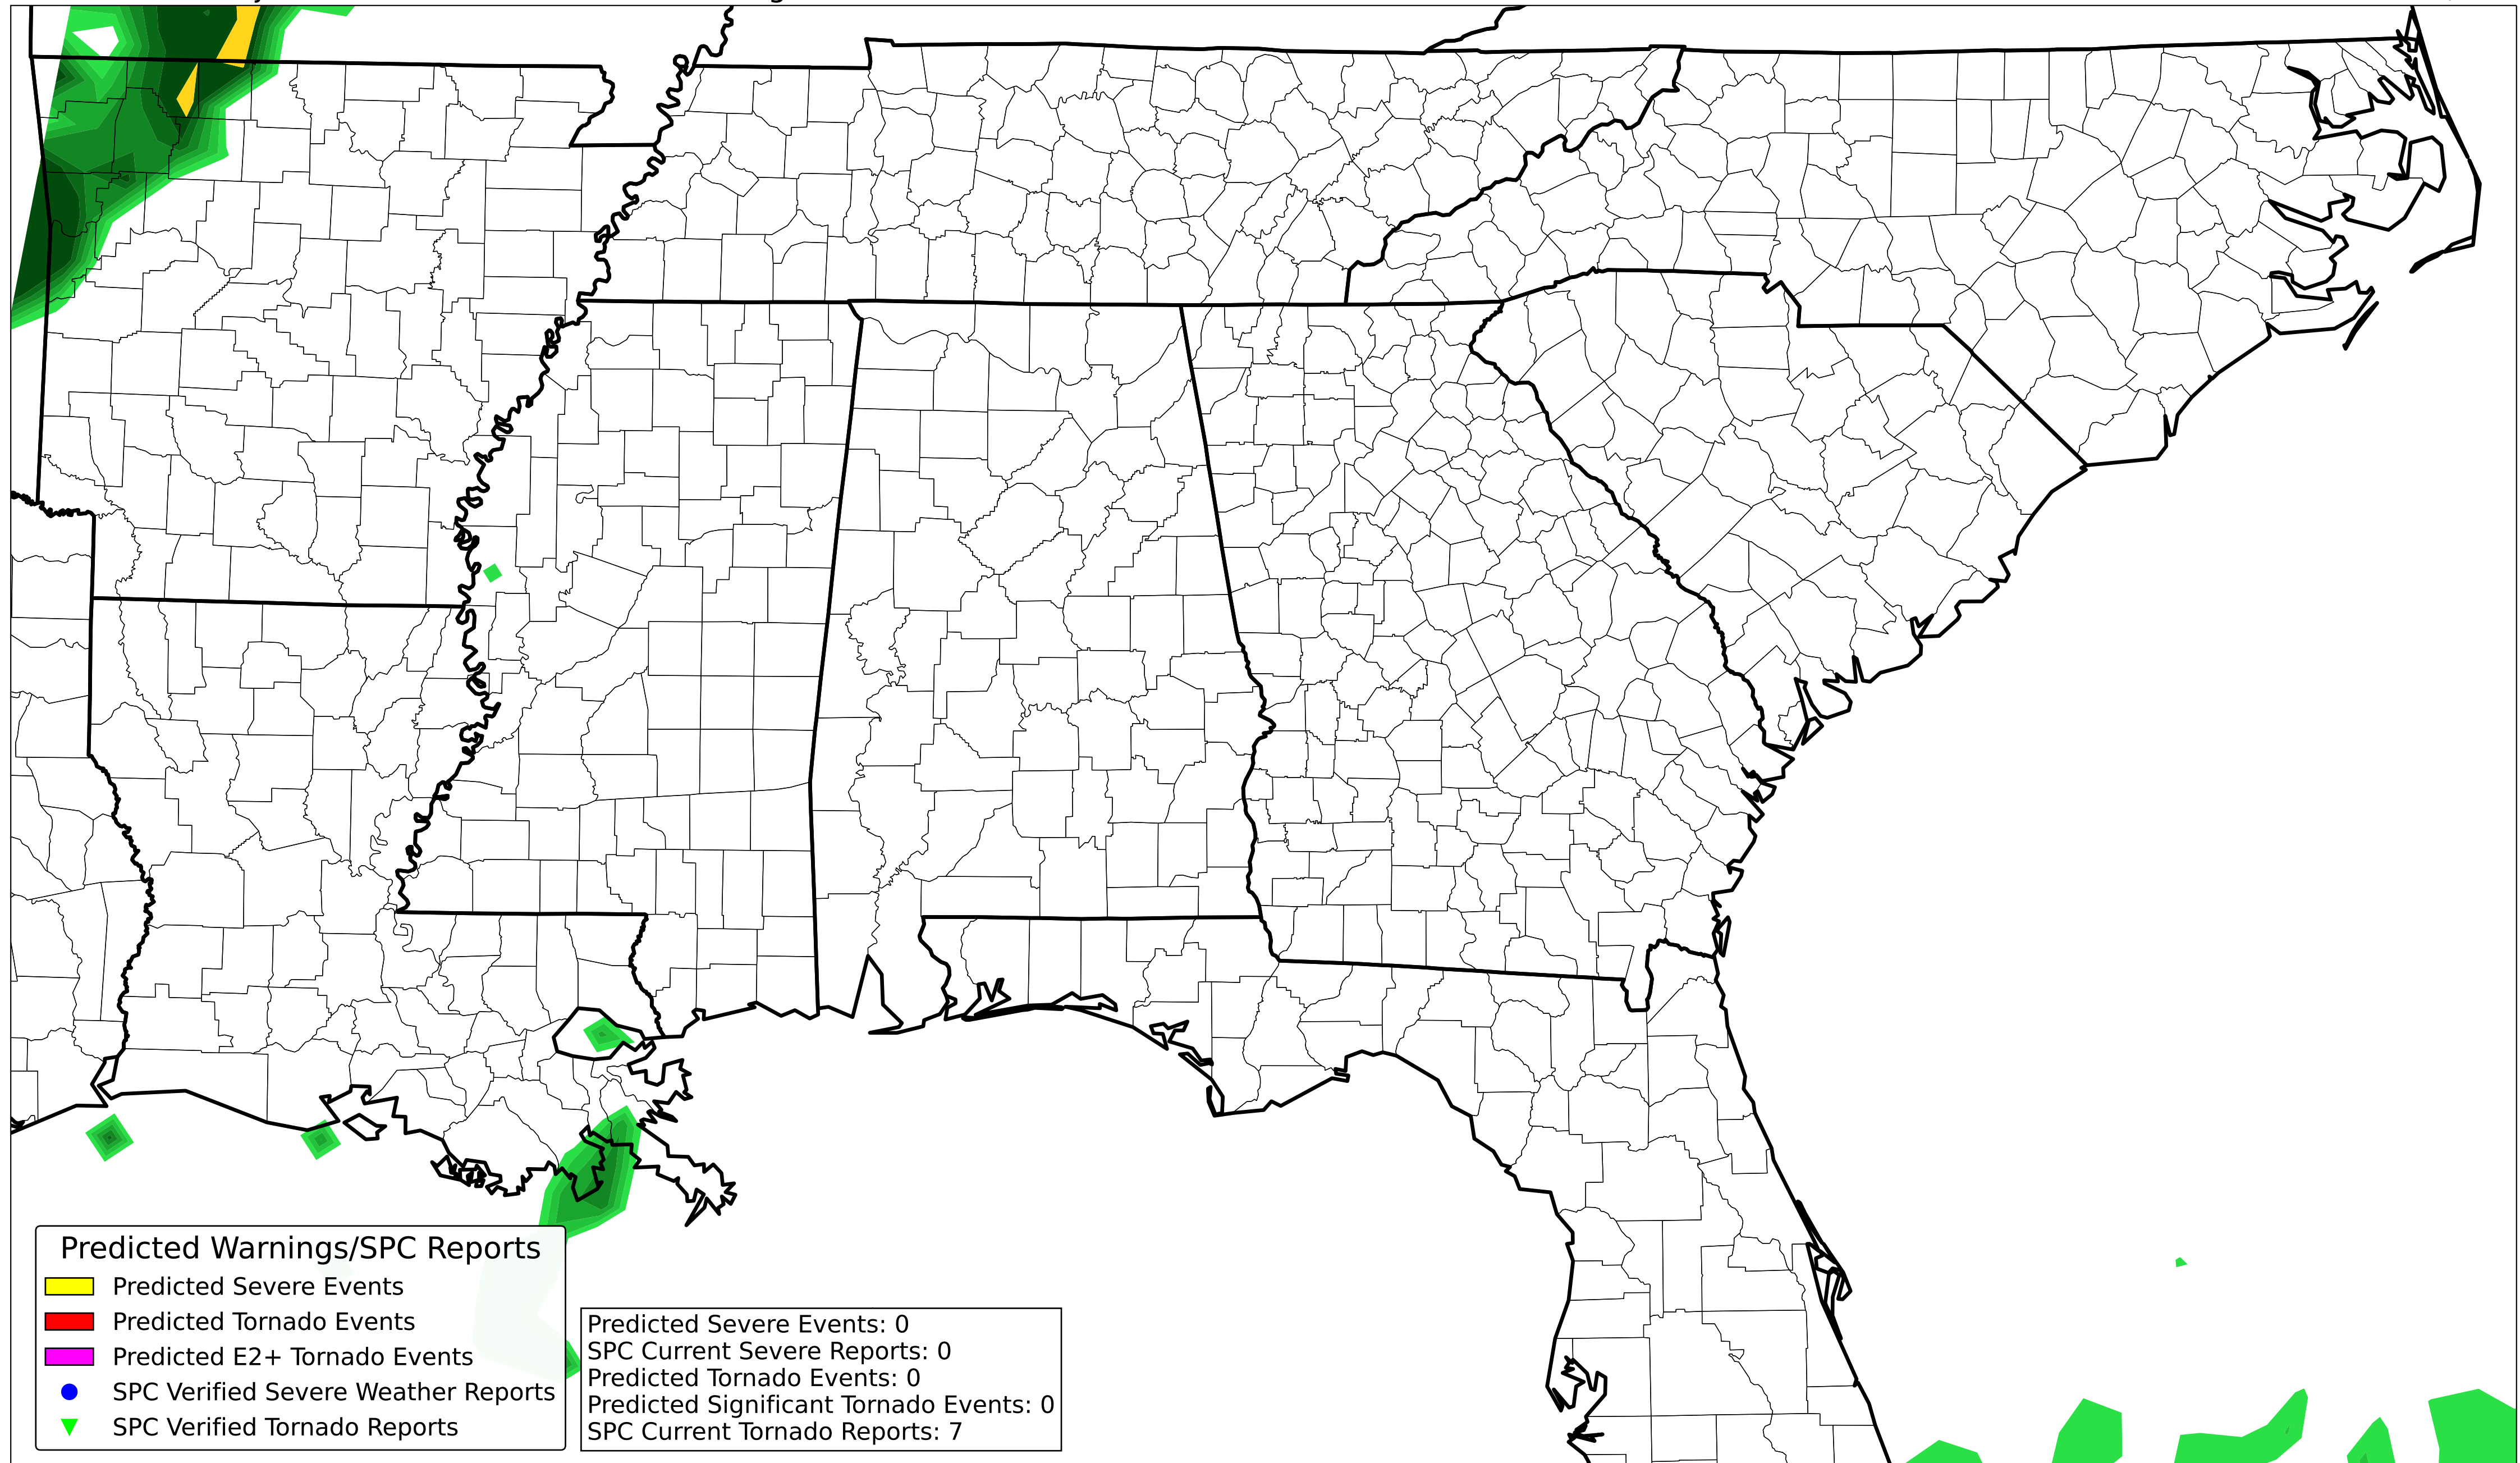 Predicted Warnings/SPC Reports
Predicted Severe Events
Predicted Tornado Events
Predicted E2+ Tornado Events
SPC Verified Severe Weather Reports
SPC Verified Tornado Reports
Predicted Severe Events: 0
SPC Current Severe Reports: 0
Predicted Tornado Events: 0
Predicted Significant Tornado Events: 0
SPC Current Tornado Reports: 7